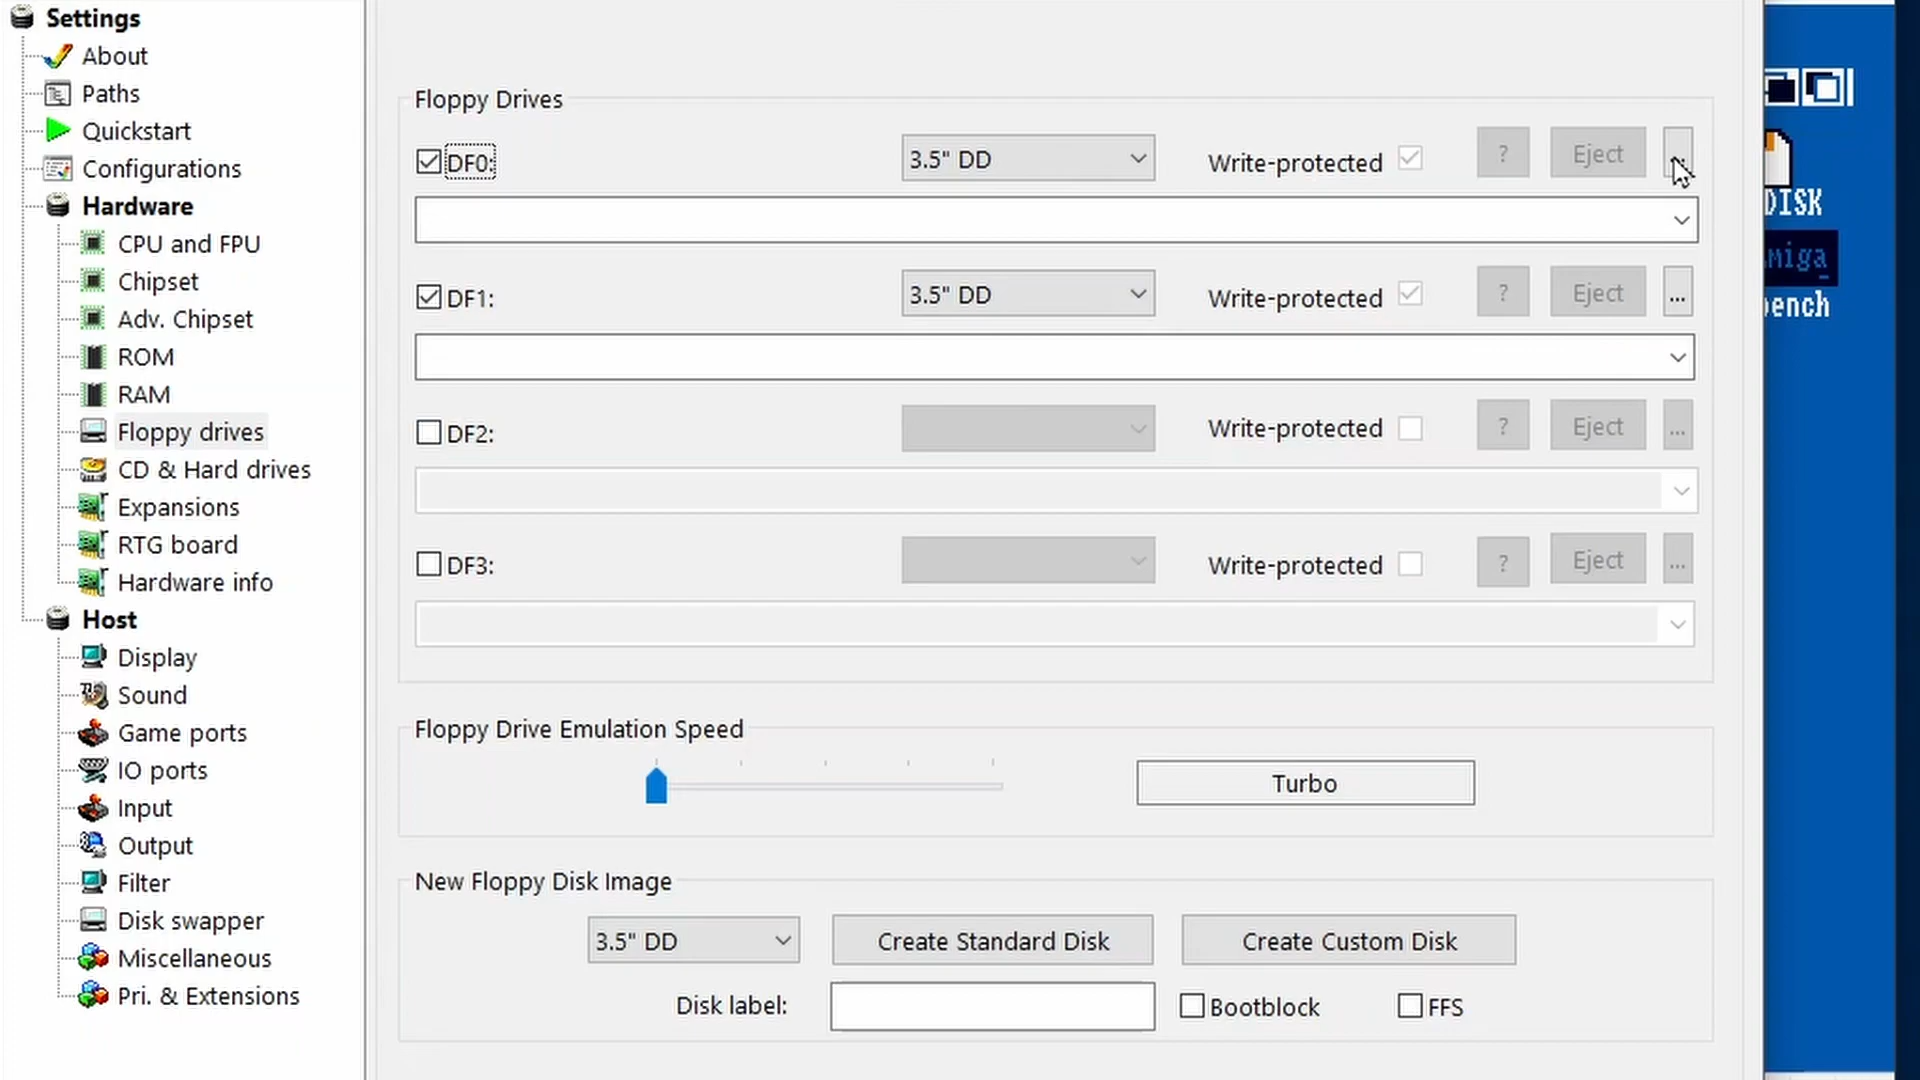 Settings
About
Paths
Quickstart
Configurations
Hardware
CPU and FPU
Chipset
Adv. Chipset
ROM
RAM
Floppy drives
CD & Hard drives
Expansions
RTG board
Hardware info
Host
Display
Sound
Game ports
IO ports
Input
Output
Filter
Disk swapper
Miscellaneous
Pri. & Extensions
Floppy Drives
DF0: 3.5" DD Write-protected ? Eject
DF1: 3.5" DD Write-protected ? Eject ...
DF2: Write-protected ? Eject ...
DF3: Write-protected ? Eject ...
Floppy Drive Emulation Speed
Turbo
New Floppy Disk Image
3.5" DD Create Standard Disk Create Custom Disk
Disk label: Bootblock FFS
DISK
miga
bench